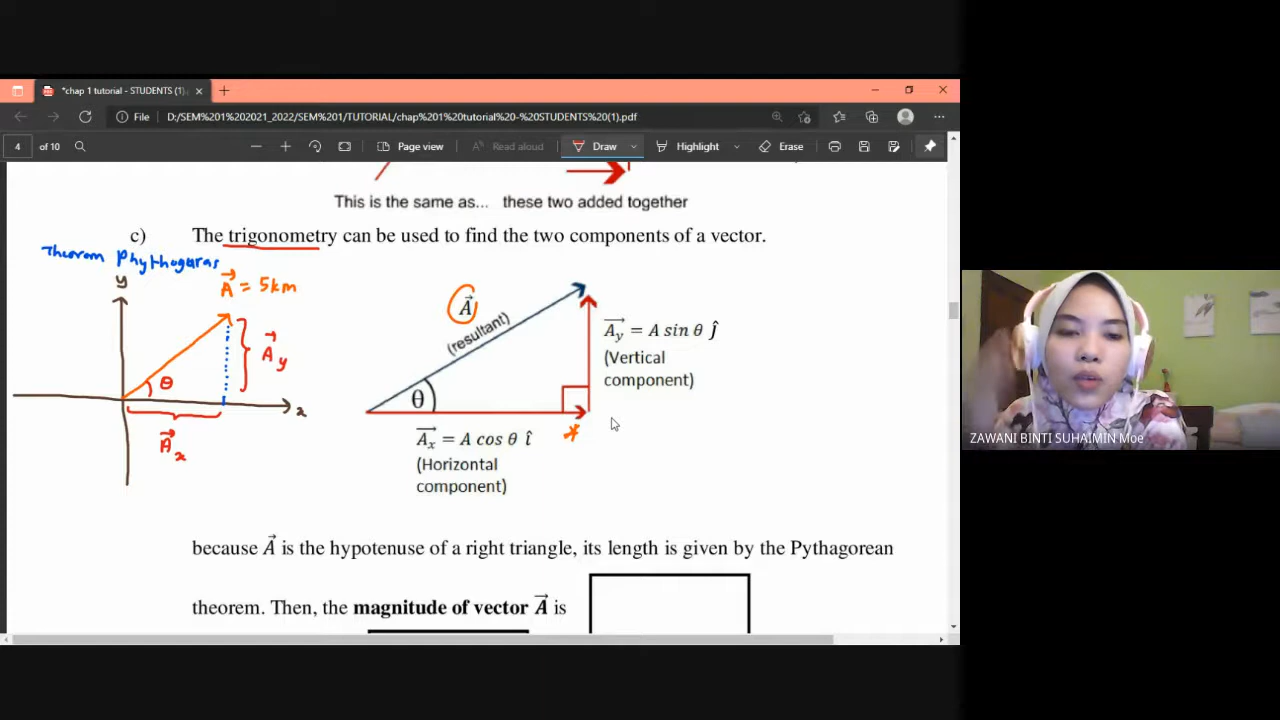 *chap 1 tutorial - STUDENTS (1).
File
D:/SEM%201%202021_2022/SEM%201/TUTORIAL/chap%201%20tutorial%20-%20STUDENTS%20(1).pdf
4 of 10
Page view
Read aloud
Draw
Highlight
Erase
This is the same as... these two added together
c) The trigonometry can be used to find the two components of a vector.
Theorem Phythogaras
y
A⃗ = 5km
θ
A⃗y
x
A⃗x
A⃗
(resultant)
θ
A⃗y = A sin θ ĵ
(Vertical
component)
*
A⃗x = A cos θ î
(Horizontal
component)
because A⃗ is the hypotenuse of a right triangle, its length is given by the Pythagorean
theorem. Then, the magnitude of vector A⃗ is
ZAWANI BINTI SUHAIMIN Moe